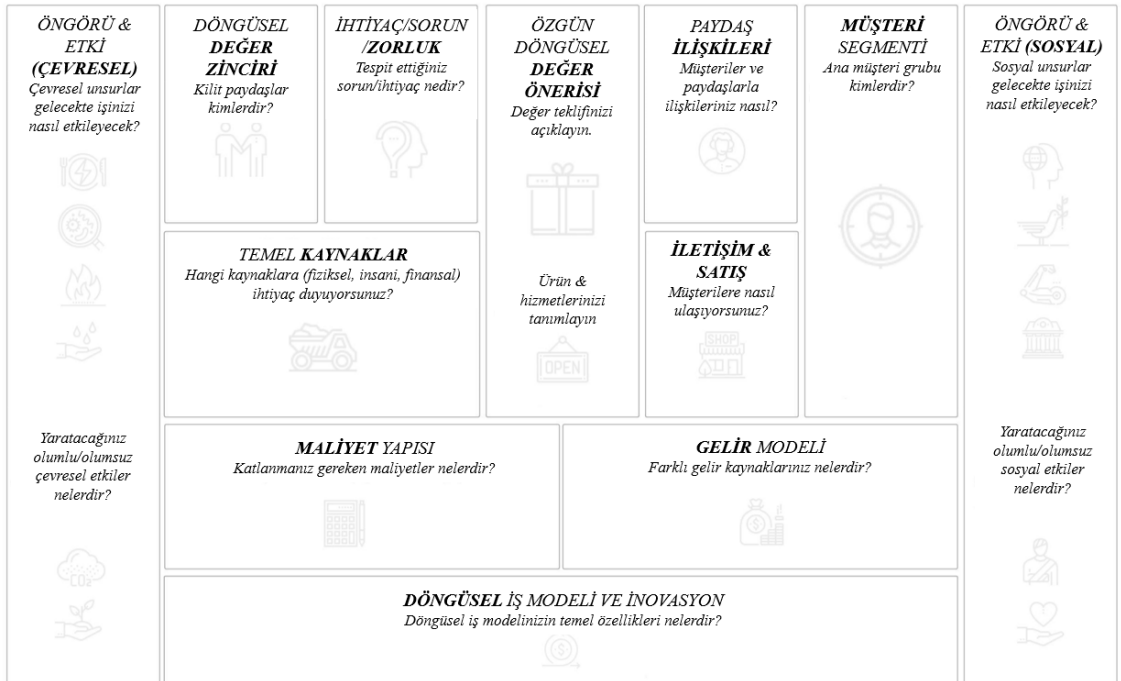 ÖNGÖRÜ &
ETKİ
(ÇEVRESEL)
Çevresel unsurlar
gelecekte işinizi
nasıl etkileyecek?
Yaratacağınız
olumlu/olumsuz
çevresel etkiler
nelerdir?
CO₂
DÖNGÜSEL
DEĞER
ZİNCİRİ
Kilit paydaşlar
kimlerdir?
İHTİYAÇ/SORUN
/ZORLUK
Tespit ettiğiniz
sorun/ihtiyaç nedir?
TEMEL KAYNAKLAR
Hangi kaynaklara (fiziksel, insani, finansal)
ihtiyaç duyuyorsunuz?
ÖZGÜN
DÖNGÜSEL
DEĞER
ÖNERİSİ
Değer teklifinizi
açıklayın.
Ürün &
hizmetlerinizi
tanımlayın
OPEN
PAYDAŞ
İLİŞKİLERİ
Müşteriler ve
paydaşlarla
ilişkileriniz nasıl?
İLETİŞİM &
SATIŞ
Müşterilere nasıl
ulaşıyorsunuz?
SHOP
MÜŞTERİ
SEGMENTİ
Ana müşteri grubu
kimlerdir?
ÖNGÖRÜ &
ETKİ (SOSYAL)
Sosyal unsurlar
gelecekte işinizi
nasıl etkileyecek?
Yaratacağınız
olumlu/olumsuz
sosyal etkiler
nelerdir?
MALİYET YAPISI
Katlanmanız gereken maliyetler nelerdir?
GELİR MODELİ
Farklı gelir kaynaklarınız nelerdir?
DÖNGÜSEL İŞ MODELİ VE İNOVASYON
Döngüsel iş modelinizin temel özellikleri nelerdir?